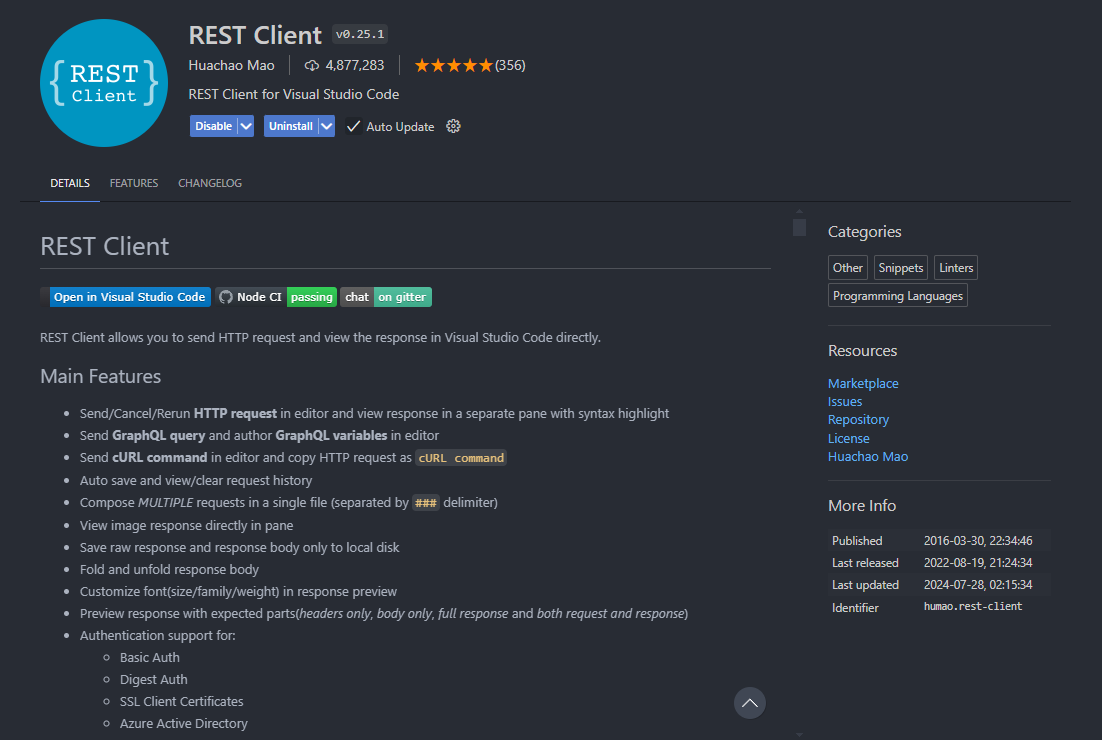 { REST Client }
REST Client v0.25.1
Huachao Mao 4,877,283 (356)
REST Client for Visual Studio Code
Disable Uninstall Auto Update
DETAILS FEATURES CHANGELOG
REST Client
Open in Visual Studio Code Node CI passing chat on gitter
REST Client allows you to send HTTP request and view the response in Visual Studio Code directly.
Main Features
• Send/Cancel/Rerun HTTP request in editor and view response in a separate pane with syntax highlight
• Send GraphQL query and author GraphQL variables in editor
• Send cURL command in editor and copy HTTP request as cURL command
• Auto save and view/clear request history
• Compose MULTIPLE requests in a single file (separated by ### delimiter)
• View image response directly in pane
• Save raw response and response body only to local disk
• Fold and unfold response body
• Customize font(size/family/weight) in response preview
• Preview response with expected parts(headers only, body only, full response and both request and response)
• Authentication support for:
◦ Basic Auth
◦ Digest Auth
◦ SSL Client Certificates
◦ Azure Active Directory
Categories
Other Snippets Linters
Programming Languages
Resources
Marketplace
Issues
Repository
License
Huachao Mao
More Info
Published 2016-03-30, 22:34:46
Last released 2022-08-19, 21:24:34
Last updated 2024-07-28, 02:15:34
Identifier humao.rest-client